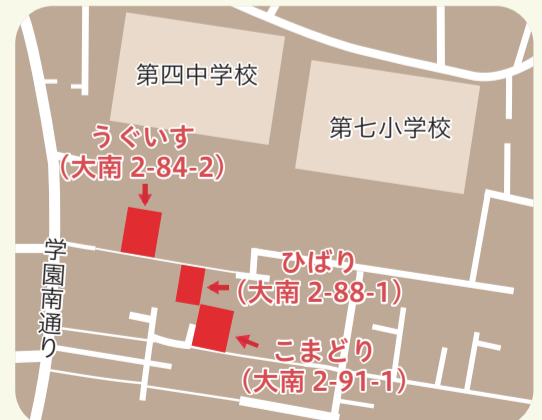 第四中学校
第七小学校
うぐいす
(大南 2-84-2)
ひばり
(大南 2-88-1)
学園南通り
こまどり
(大南 2-91-1)